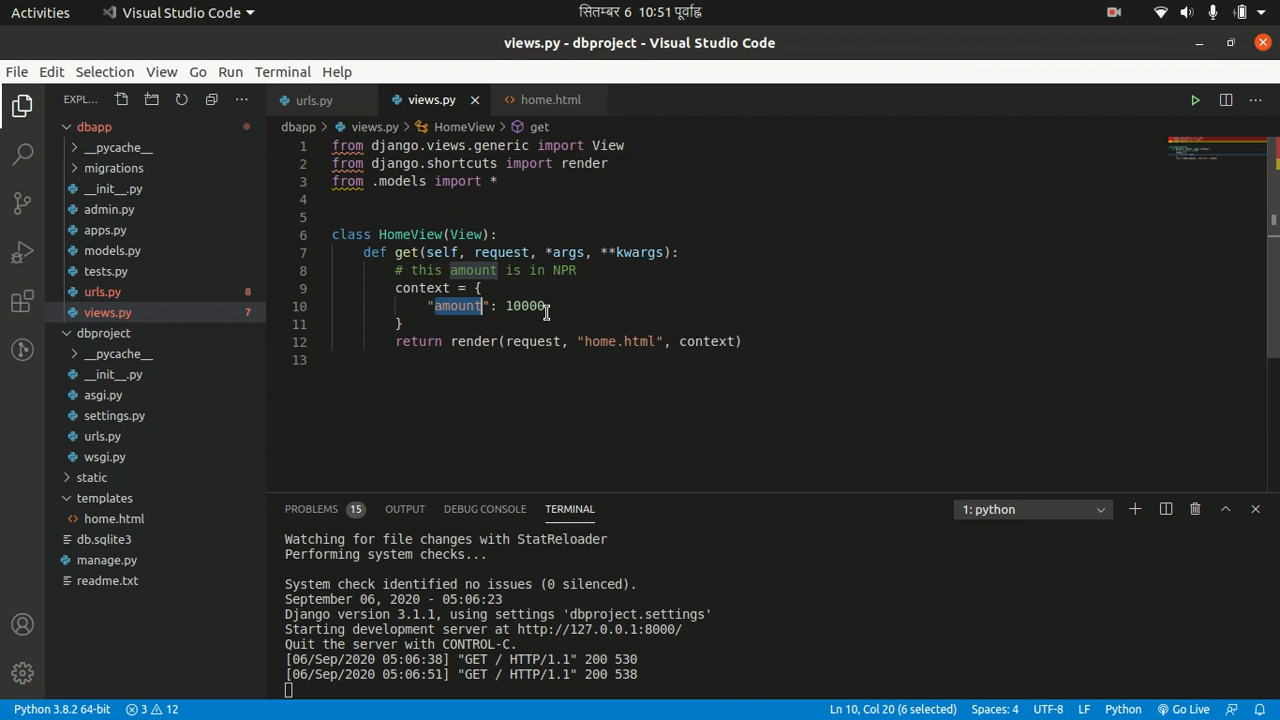 Activities Visual Studio Code सितम्बर 6 10:51 पूर्वाह्न
views.py - dbproject - Visual Studio Code
File Edit Selection View Go Run Terminal Help
EXPL... urls.py views.py home.html
dbapp dbapp > views.py > HomeView > get
__pycache__
migrations
__init__.py
admin.py
apps.py
models.py
tests.py
urls.py 8
views.py 7
dbproject
__pycache__
__init__.py
asgi.py
settings.py
urls.py
wsgi.py
static
templates
home.html
db.sqlite3
manage.py
readme.txt
1 from django.views.generic import View
2 from django.shortcuts import render
3 from .models import *
4
5
6 class HomeView(View):
7 def get(self, request, *args, **kwargs):
8 # this amount is in NPR
9 context = {
10 "amount": 10000
11 }
12 return render(request, "home.html", context)
13
PROBLEMS 15 OUTPUT DEBUG CONSOLE TERMINAL 1: python
Watching for file changes with StatReloader
Performing system checks...
System check identified no issues (0 silenced).
September 06, 2020 - 05:06:23
Django version 3.1.1, using settings 'dbproject.settings'
Starting development server at http://127.0.0.1:8000/
Quit the server with CONTROL-C.
[06/Sep/2020 05:06:38] "GET / HTTP/1.1" 200 530
[06/Sep/2020 05:06:51] "GET / HTTP/1.1" 200 538
Python 3.8.2 64-bit 3 12 Ln 10, Col 20 (6 selected) Spaces: 4 UTF-8 LF Python Go Live